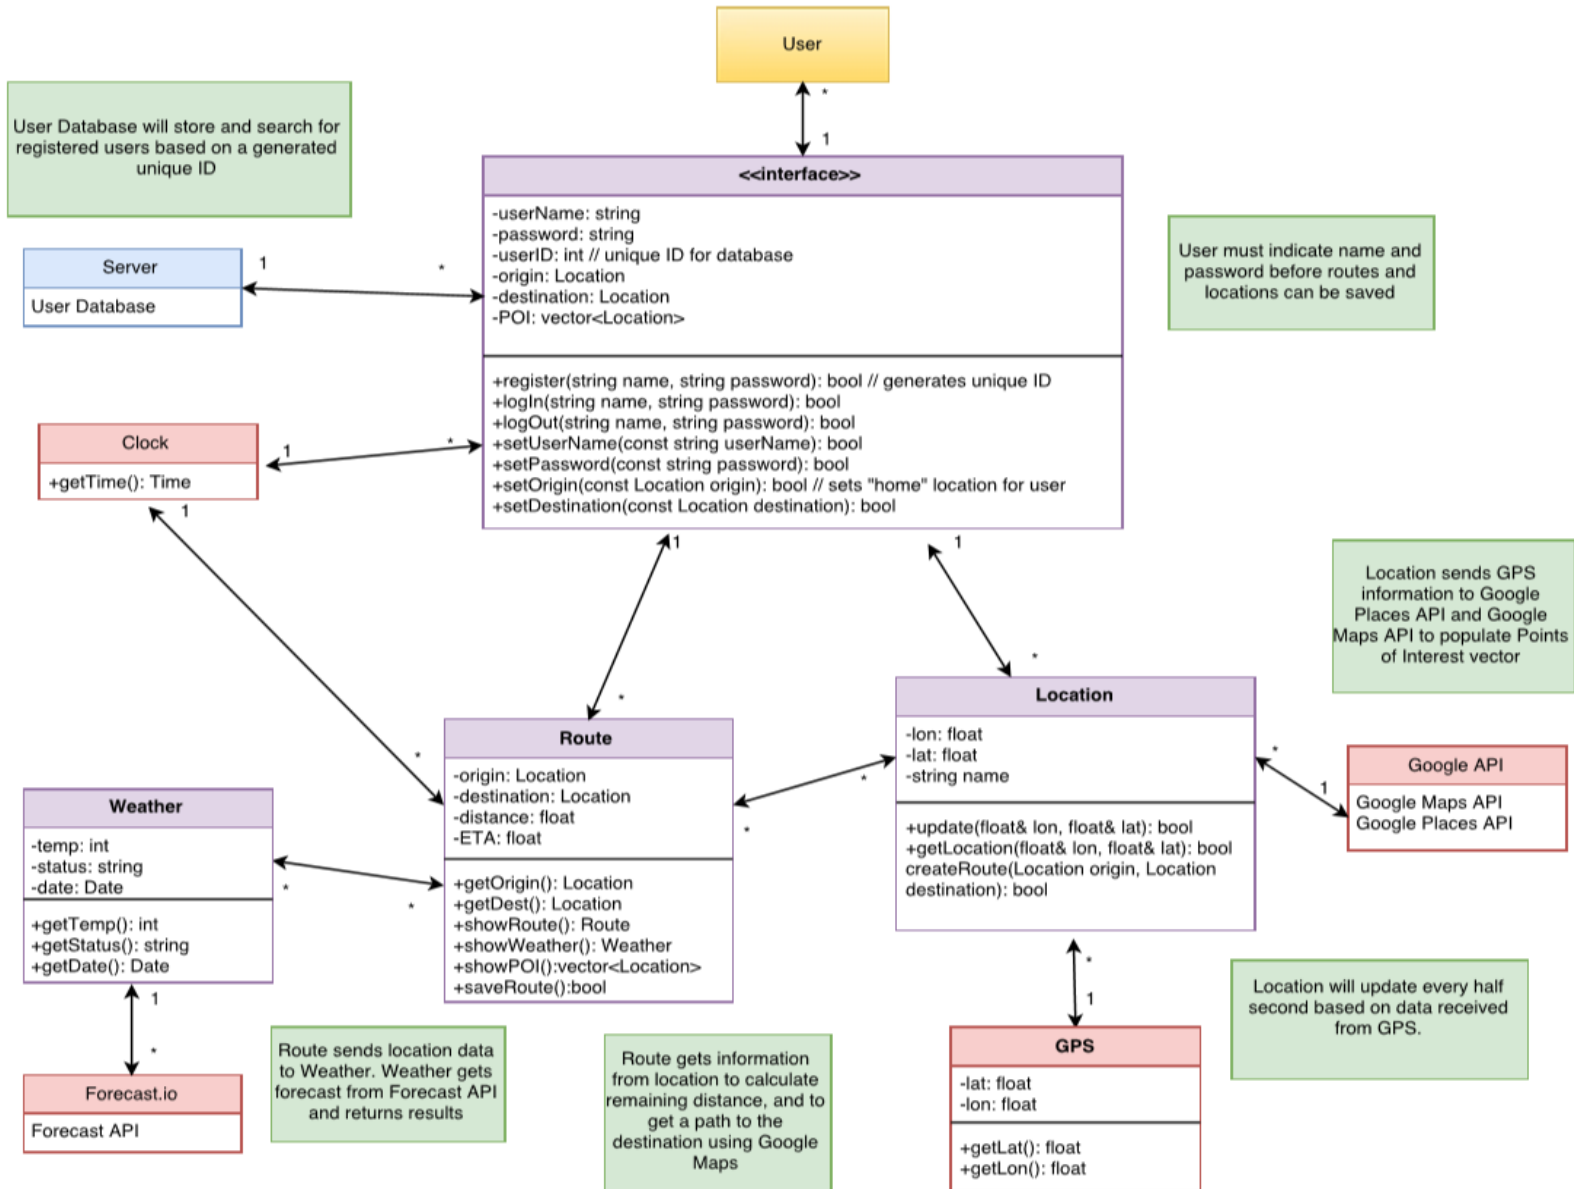 User
*
1
User Database will store and search for
registered users based on a generated
unique ID
<<interface>>
-userName: string
-password: string
-userID: int // unique ID for database
-origin: Location
-destination: Location
-POI: vector<Location>
+register(string name, string password): bool // generates unique ID
+logIn(string name, string password): bool
+logOut(string name, string password): bool
+setUserName(const string userName): bool
+setPassword(const string password): bool
+setOrigin(const Location origin): bool // sets "home" location for user
+setDestination(const Location destination): bool
User must indicate name and
password before routes and
locations can be saved
Server
User Database
1
*
Clock
+getTime(): Time
1
*
1
*
1
*
1
*
Location sends GPS
information to Google
Places API and Google
Maps API to populate Points
of Interest vector
Location
-lon: float
-lat: float
-string name
+update(float& lon, float& lat): bool
+getLocation(float& lon, float& lat): bool
createRoute(Location origin, Location
destination): bool
*
1
Google API
Google Maps API
Google Places API
Route
-origin: Location
-destination: Location
-distance: float
-ETA: float
+getOrigin(): Location
+getDest(): Location
+showRoute(): Route
+showWeather(): Weather
+showPOI():vector<Location>
+saveRoute():bool
*
*
Weather
-temp: int
-status: string
-date: Date
+getTemp(): int
+getStatus(): string
+getDate(): Date
*
*
1
*
Forecast.io
Forecast API
Route sends location data
to Weather. Weather gets
forecast from Forecast API
and returns results
Route gets information
from location to calculate
remaining distance, and to
get a path to the
destination using Google
Maps
*
1
GPS
-lat: float
-lon: float
+getLat(): float
+getLon(): float
Location will update every half
second based on data received
from GPS.